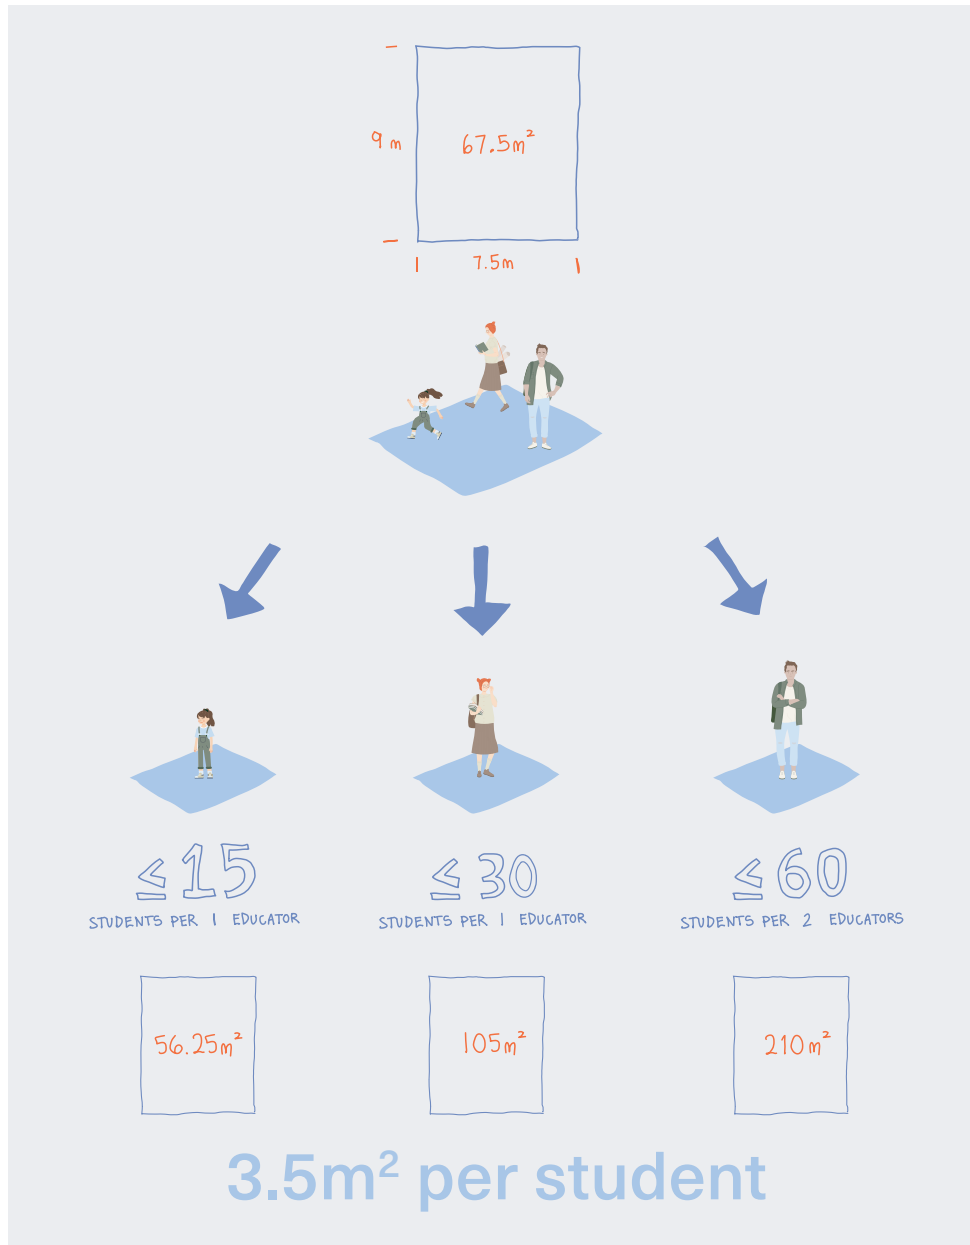 9 m
67.5m²
7.5m
≤15
STUDENTS PER 1 EDUCATOR
≤30
STUDENTS PER 1 EDUCATOR
≤60
STUDENTS PER 2 EDUCATORS
56.25m²
105m²
210m²
3.5m² per student